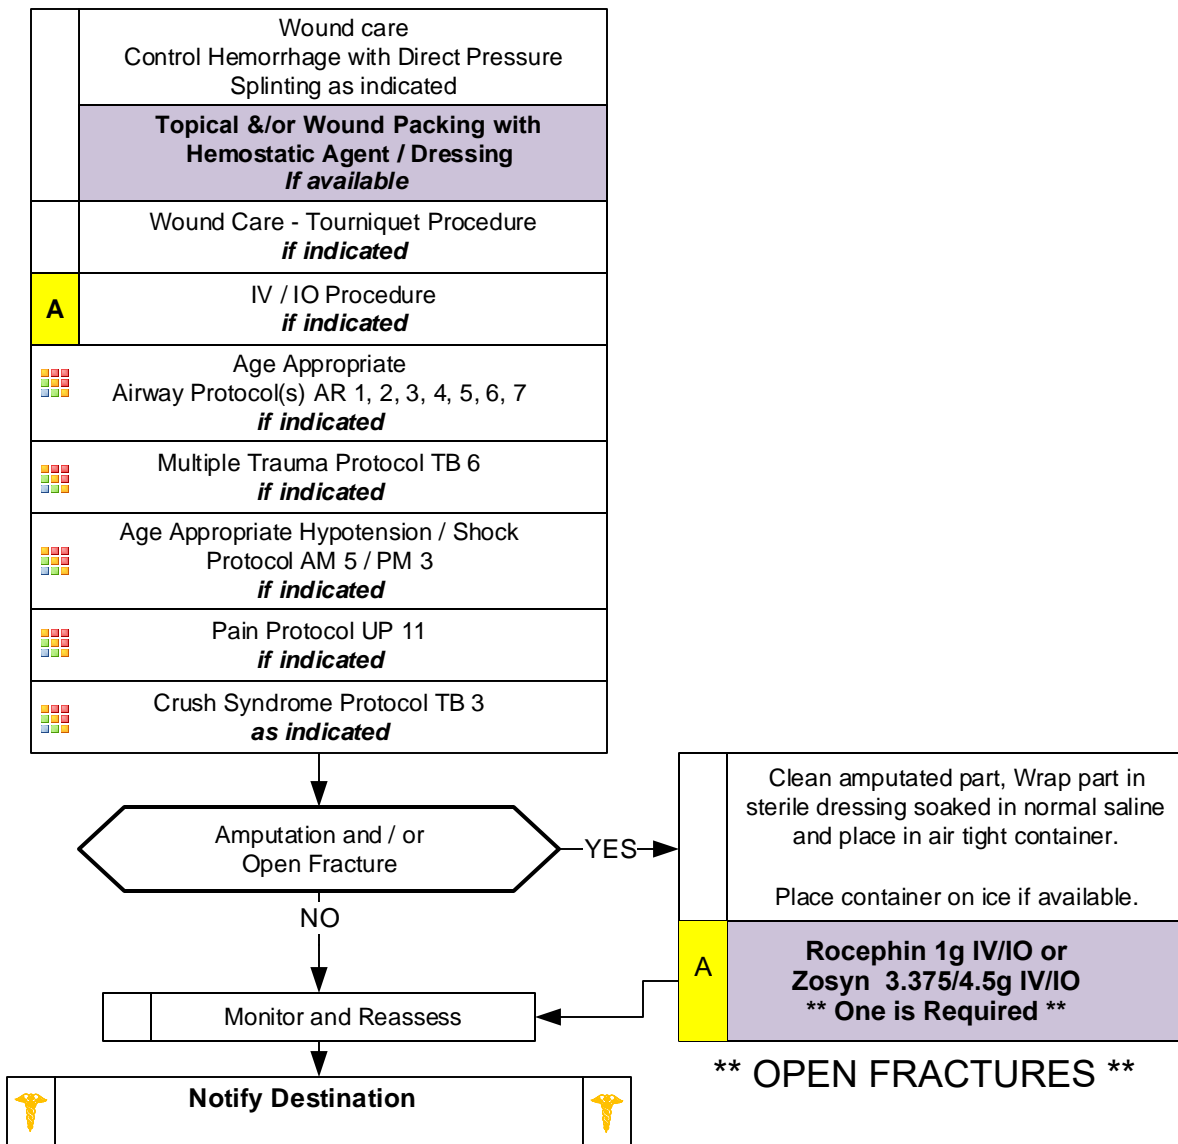 Wound care
Control Hemorrhage with Direct Pressure
Splinting as indicated
Topical &/or Wound Packing with
Hemostatic Agent / Dressing
If available
Wound Care - Tourniquet Procedure
if indicated
A
IV / IO Procedure
if indicated
Age Appropriate
Airway Protocol(s) AR 1, 2, 3, 4, 5, 6, 7
if indicated
Multiple Trauma Protocol TB 6
if indicated
Age Appropriate Hypotension / Shock
Protocol AM 5 / PM 3
if indicated
Pain Protocol UP 11
if indicated
Crush Syndrome Protocol TB 3
as indicated
Amputation and / or
Open Fracture
YES
Clean amputated part, Wrap part in
sterile dressing soaked in normal saline
and place in air tight container.
Place container on ice if available.
A
Rocephin 1g IV/IO or
Zosyn 3.375/4.5g IV/IO
** One is Required **
** OPEN FRACTURES **
NO
Monitor and Reassess
Notify Destination